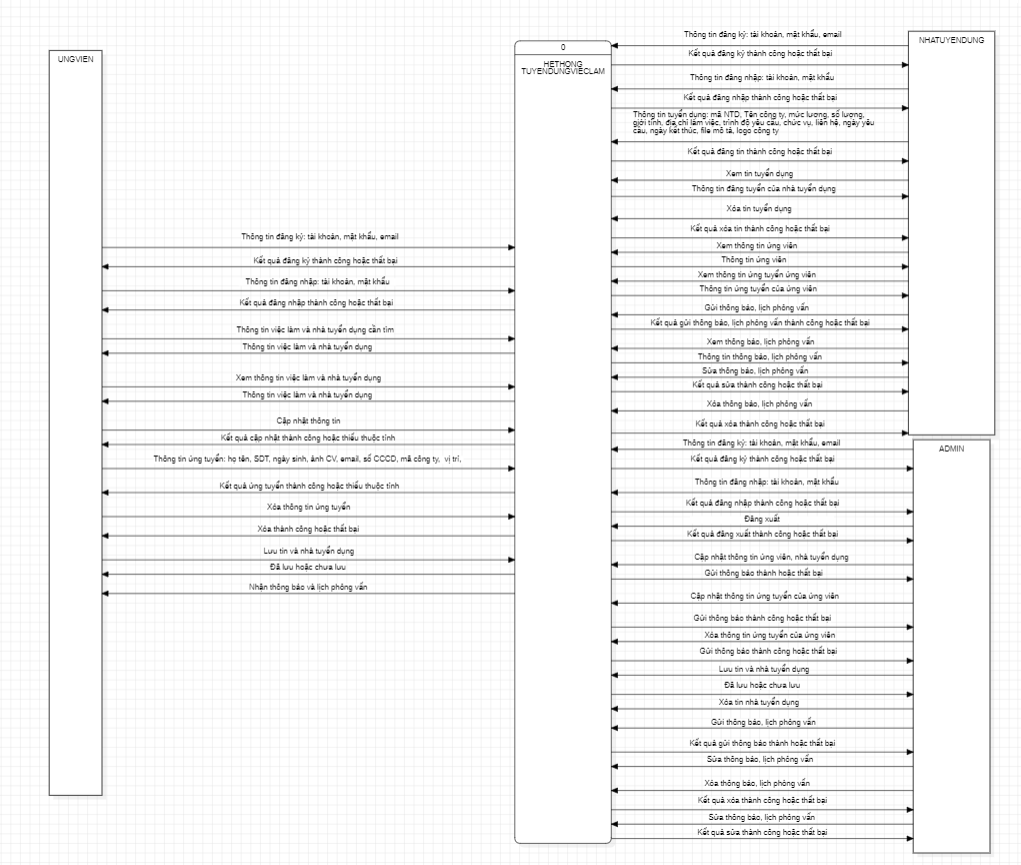 UNGVIEN
Thông tin đăng ký: tài khoản, mật khẩu, email
Kết quả đăng ký thành công hoặc thất bại
Thông tin đăng nhập: tài khoản, mật khẩu
Kết quả đăng nhập thành công hoặc thất bại
Thông tin việc làm và nhà tuyển dụng cần tìm
Thông tin việc làm và nhà tuyển dụng
Xem thông tin việc làm và nhà tuyển dụng
Thông tin việc làm và nhà tuyển dụng
Cập nhật thông tin
Kết quả cập nhật thành công hoặc thiếu thuộc tính
Thông tin ứng tuyển: họ tên, SDT, ngày sinh, ảnh CV, email, số CCCD, mã công ty, vị trí,
Kết quả ứng tuyển thành công hoặc thiếu thuộc tính
Xóa thông tin ứng tuyển
Xóa thành công hoặc thất bại
Lưu tin và nhà tuyển dụng
Đã lưu hoặc chưa lưu
Nhận thông báo và lịch phỏng vấn
0
HETHONG
TUYENDUNGVIECLAM
NHATUYENDUNG
Thông tin đăng ký: tài khoản, mật khẩu, email
Kết quả đăng ký thành công hoặc thất bại
Thông tin đăng nhập: tài khoản, mật khẩu
Kết quả đăng nhập thành công hoặc thất bại
Thông tin tuyển dụng: mã NTD, Tên công ty, mức lương, số lượng,
giới tính, địa chỉ làm việc, trình độ yêu cầu, chức vụ, liên hệ, ngày yêu
cầu, ngày kết thúc, file mô tả, logo công ty
Kết quả đăng tin thành công hoặc thất bại
Xem tin tuyển dụng
Thông tin đăng tuyển của nhà tuyển dụng
Xóa tin tuyển dụng
Kết quả xóa tin thành công hoặc thất bại
Xem thông tin ứng viên
Thông tin ứng viên
Xem thông tin ứng tuyển ứng viên
Thông tin ứng tuyển của ứng viên
Gửi thông báo, lịch phỏng vấn
Kết quả gửi thông báo, lịch phỏng vấn thành công hoặc thất bại
Xem thông báo, lịch phỏng vấn
Thông tin thông báo, lịch phỏng vấn
Sửa thông báo, lịch phỏng vấn
Kết quả sửa thành công hoặc thất bại
Xóa thông báo, lịch phỏng vấn
Kết quả xóa thành công hoặc thất bại
ADMIN
Thông tin đăng ký: tài khoản, mật khẩu, email
Kết quả đăng ký thành công hoặc thất bại
Thông tin đăng nhập: tài khoản, mật khẩu
Kết quả đăng nhập thành công hoặc thất bại
Đăng xuất
Kết quả đăng xuất thành công hoặc thất bại
Cập nhật thông tin ứng viên, nhà tuyển dụng
Gửi thông báo thành hoặc thất bại
Cập nhật thông tin ứng tuyển của ứng viên
Gửi thông báo thành công hoặc thất bại
Xóa thông tin ứng tuyển của ứng viên
Gửi thông báo thành công hoặc thất bại
Lưu tin và nhà tuyển dụng
Đã lưu hoặc chưa lưu
Xóa tin nhà tuyển dụng
Gửi thông báo, lịch phỏng vấn
Kết quả gửi thông báo thành hoặc thất bại
Sửa thông báo, lịch phỏng vấn
Xóa thông báo, lịch phỏng vấn
Kết quả xóa thành công hoặc thất bại
Sửa thông báo, lịch phỏng vấn
Kết quả sửa thành công hoặc thất bại